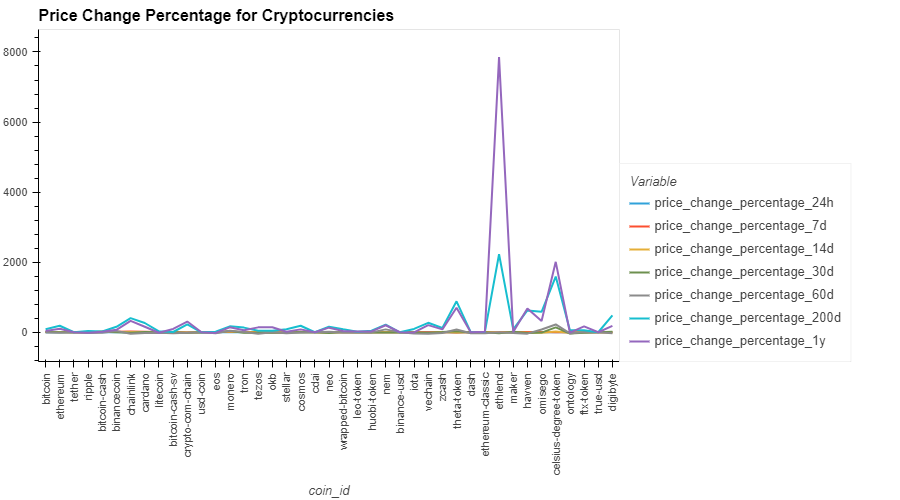 Price Change Percentage for Cryptocurrencies
8000
6000
4000
2000
0
Variable
price_change_percentage_24h
price_change_percentage_7d
price_change_percentage_14d
price_change_percentage_30d
price_change_percentage_60d
price_change_percentage_200d
price_change_percentage_1y
bitcoin
ethereum
tether
ripple
bitcoin-cash
binancecoin
chainlink
cardano
litecoin
bitcoin-cash-sv
crypto-com-chain
usd-coin
eos
monero
tron
tezos
okb
stellar
cosmos
cdai
neo
wrapped-bitcoin
leo-token
huobi-token
nem
binance-usd
iota
vechain
zcash
theta-token
dash
ethereum-classic
ethlend
maker
haven
omisego
celsius-degree-token
ontology
ftx-token
true-usd
digibyte
coin_id